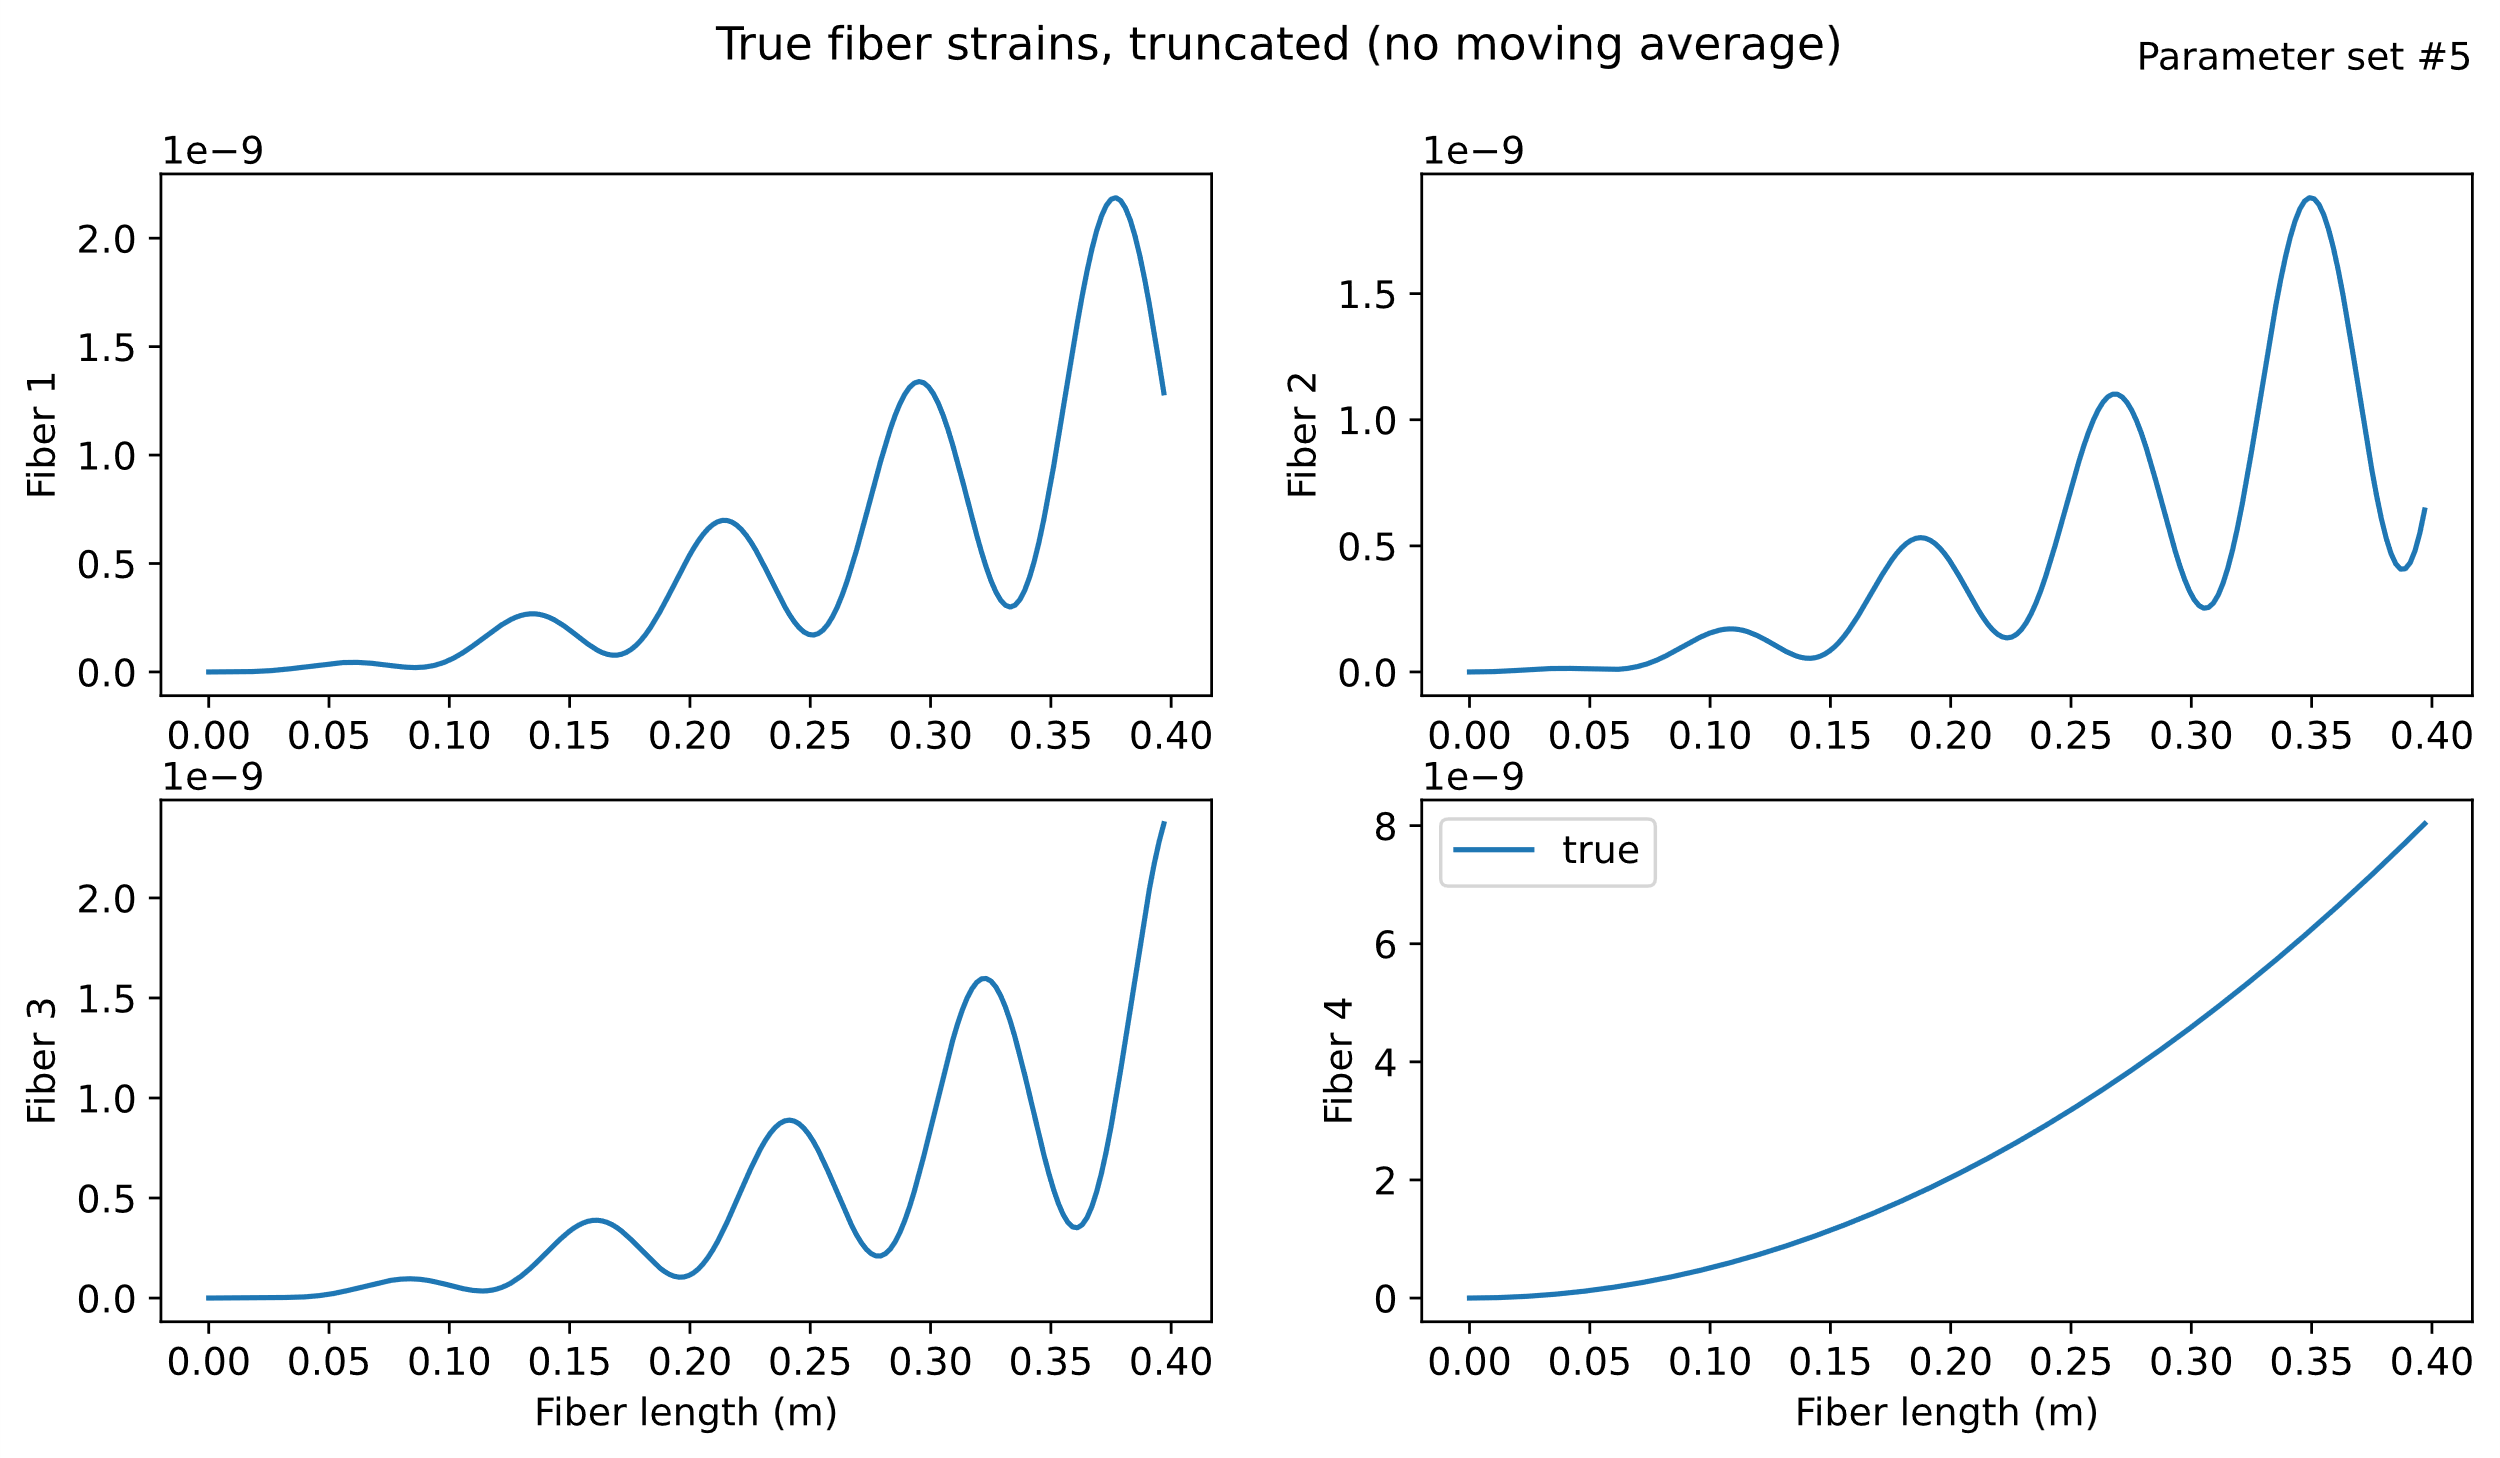 True fiber strains, truncated (no moving average)
Parameter set #5
1e−9
2.0
1.5
1.0
0.5
0.0
Fiber 1
0.00 0.05 0.10 0.15 0.20 0.25 0.30 0.35 0.40
1e−9
1.5
1.0
0.5
0.0
Fiber 2
0.00 0.05 0.10 0.15 0.20 0.25 0.30 0.35 0.40
1e−9
2.0
1.5
1.0
0.5
0.0
Fiber 3
0.00 0.05 0.10 0.15 0.20 0.25 0.30 0.35 0.40
Fiber length (m)
1e−9
8
6
4
2
0
Fiber 4
true
0.00 0.05 0.10 0.15 0.20 0.25 0.30 0.35 0.40
Fiber length (m)